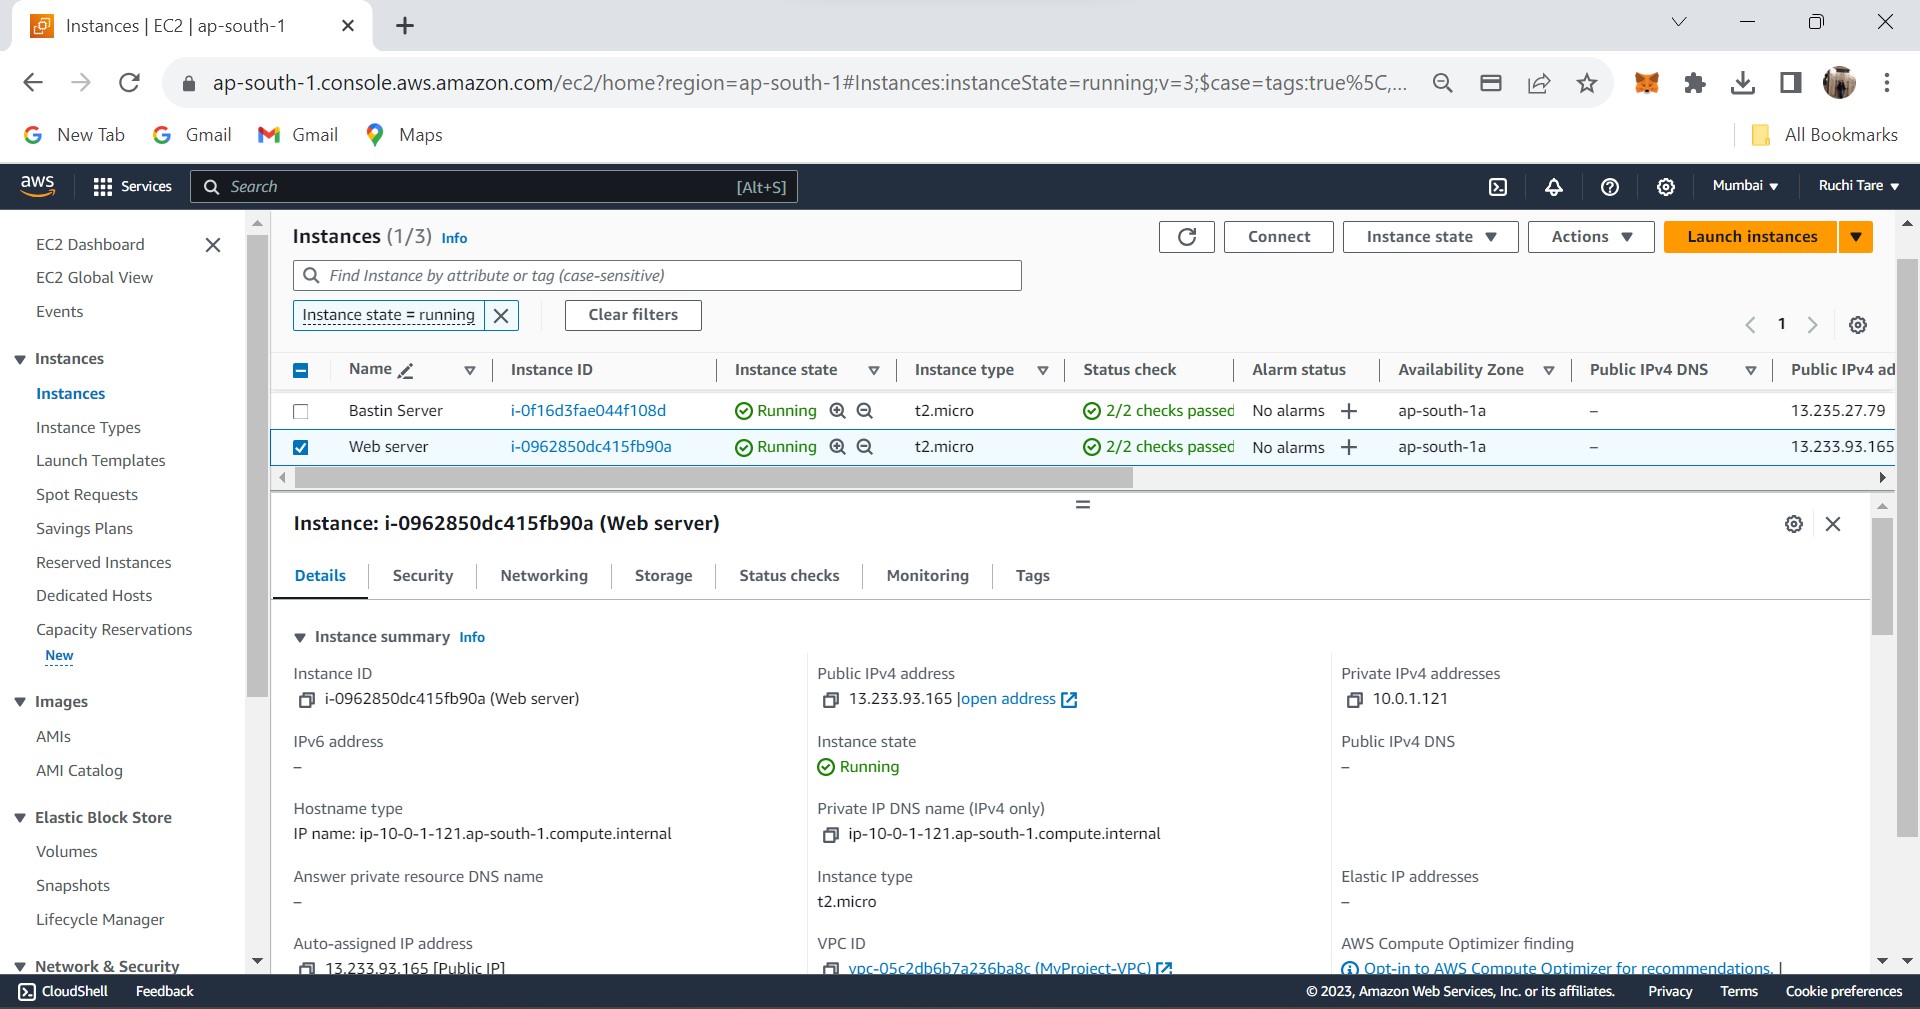 Instances | EC2 | ap-south-1
ap-south-1.console.aws.amazon.com/ec2/home?region=ap-south-1#Instances:instanceState=running;v=3;$case=tags:true%5C,...
New Tab Gmail Gmail Maps All Bookmarks
aws Services Search [Alt+S] Mumbai Ruchi Tare
EC2 Dashboard
EC2 Global View
Events
Instances
Instances
Instance Types
Launch Templates
Spot Requests
Savings Plans
Reserved Instances
Dedicated Hosts
Capacity Reservations
New
Images
AMIs
AMI Catalog
Elastic Block Store
Volumes
Snapshots
Lifecycle Manager
Network & Security
Instances (1/3) Info Connect Instance state Actions Launch instances
Find Instance by attribute or tag (case-sensitive)
Instance state = running Clear filters
1
Name Instance ID Instance state Instance type Status check Alarm status Availability Zone Public IPv4 DNS Public IPv4 ad
Bastin Server i-0f16d3fae044f108d Running t2.micro 2/2 checks passed No alarms + ap-south-1a – 13.235.27.79
Web server i-0962850dc415fb90a Running t2.micro 2/2 checks passed No alarms + ap-south-1a – 13.233.93.165
Instance: i-0962850dc415fb90a (Web server)
Details Security Networking Storage Status checks Monitoring Tags
Instance summary Info
Instance ID
i-0962850dc415fb90a (Web server)
Public IPv4 address
13.233.93.165 |open address
Private IPv4 addresses
10.0.1.121
IPv6 address
–
Instance state
Running
Public IPv4 DNS
–
Hostname type
IP name: ip-10-0-1-121.ap-south-1.compute.internal
Private IP DNS name (IPv4 only)
ip-10-0-1-121.ap-south-1.compute.internal
Answer private resource DNS name
–
Instance type
t2.micro
Elastic IP addresses
–
Auto-assigned IP address
13.233.93.165 [Public IP]
VPC ID
vpc-05c2db6b7a236ba8c (MyProject-VPC)
AWS Compute Optimizer finding
Opt-in to AWS Compute Optimizer for recommendations. |
CloudShell Feedback © 2023, Amazon Web Services, Inc. or its affiliates. Privacy Terms Cookie preferences